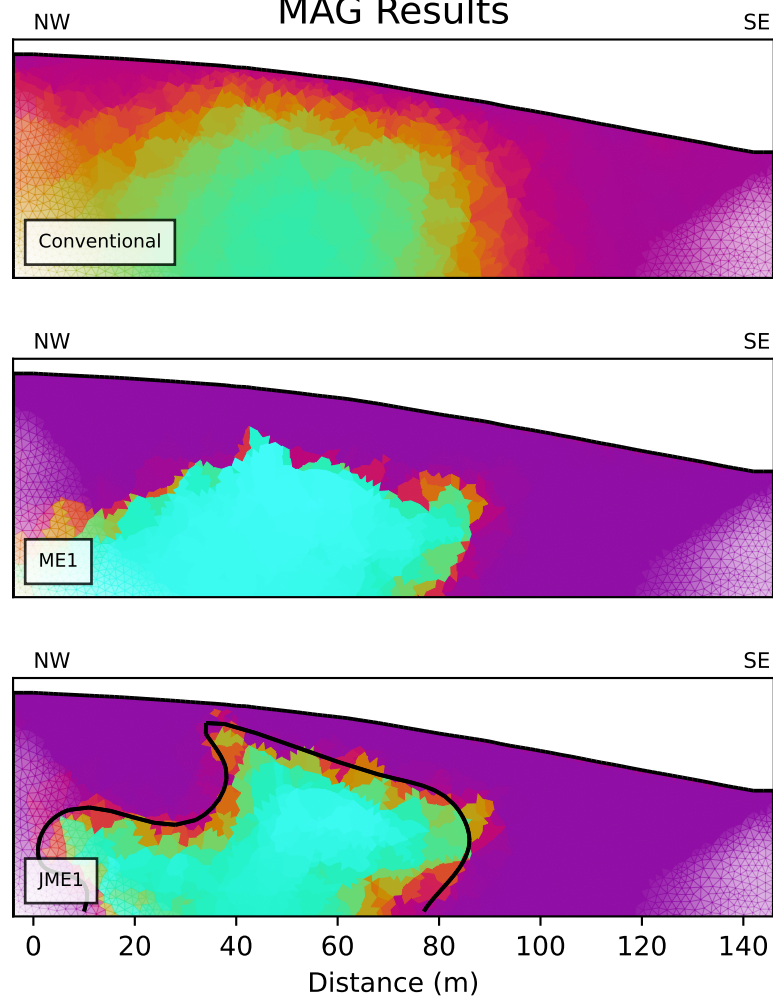 MAG Results
NW SE
Conventional
NW SE
ME1
NW SE
JME1
0 20 40 60 80 100 120 140
Distance (m)